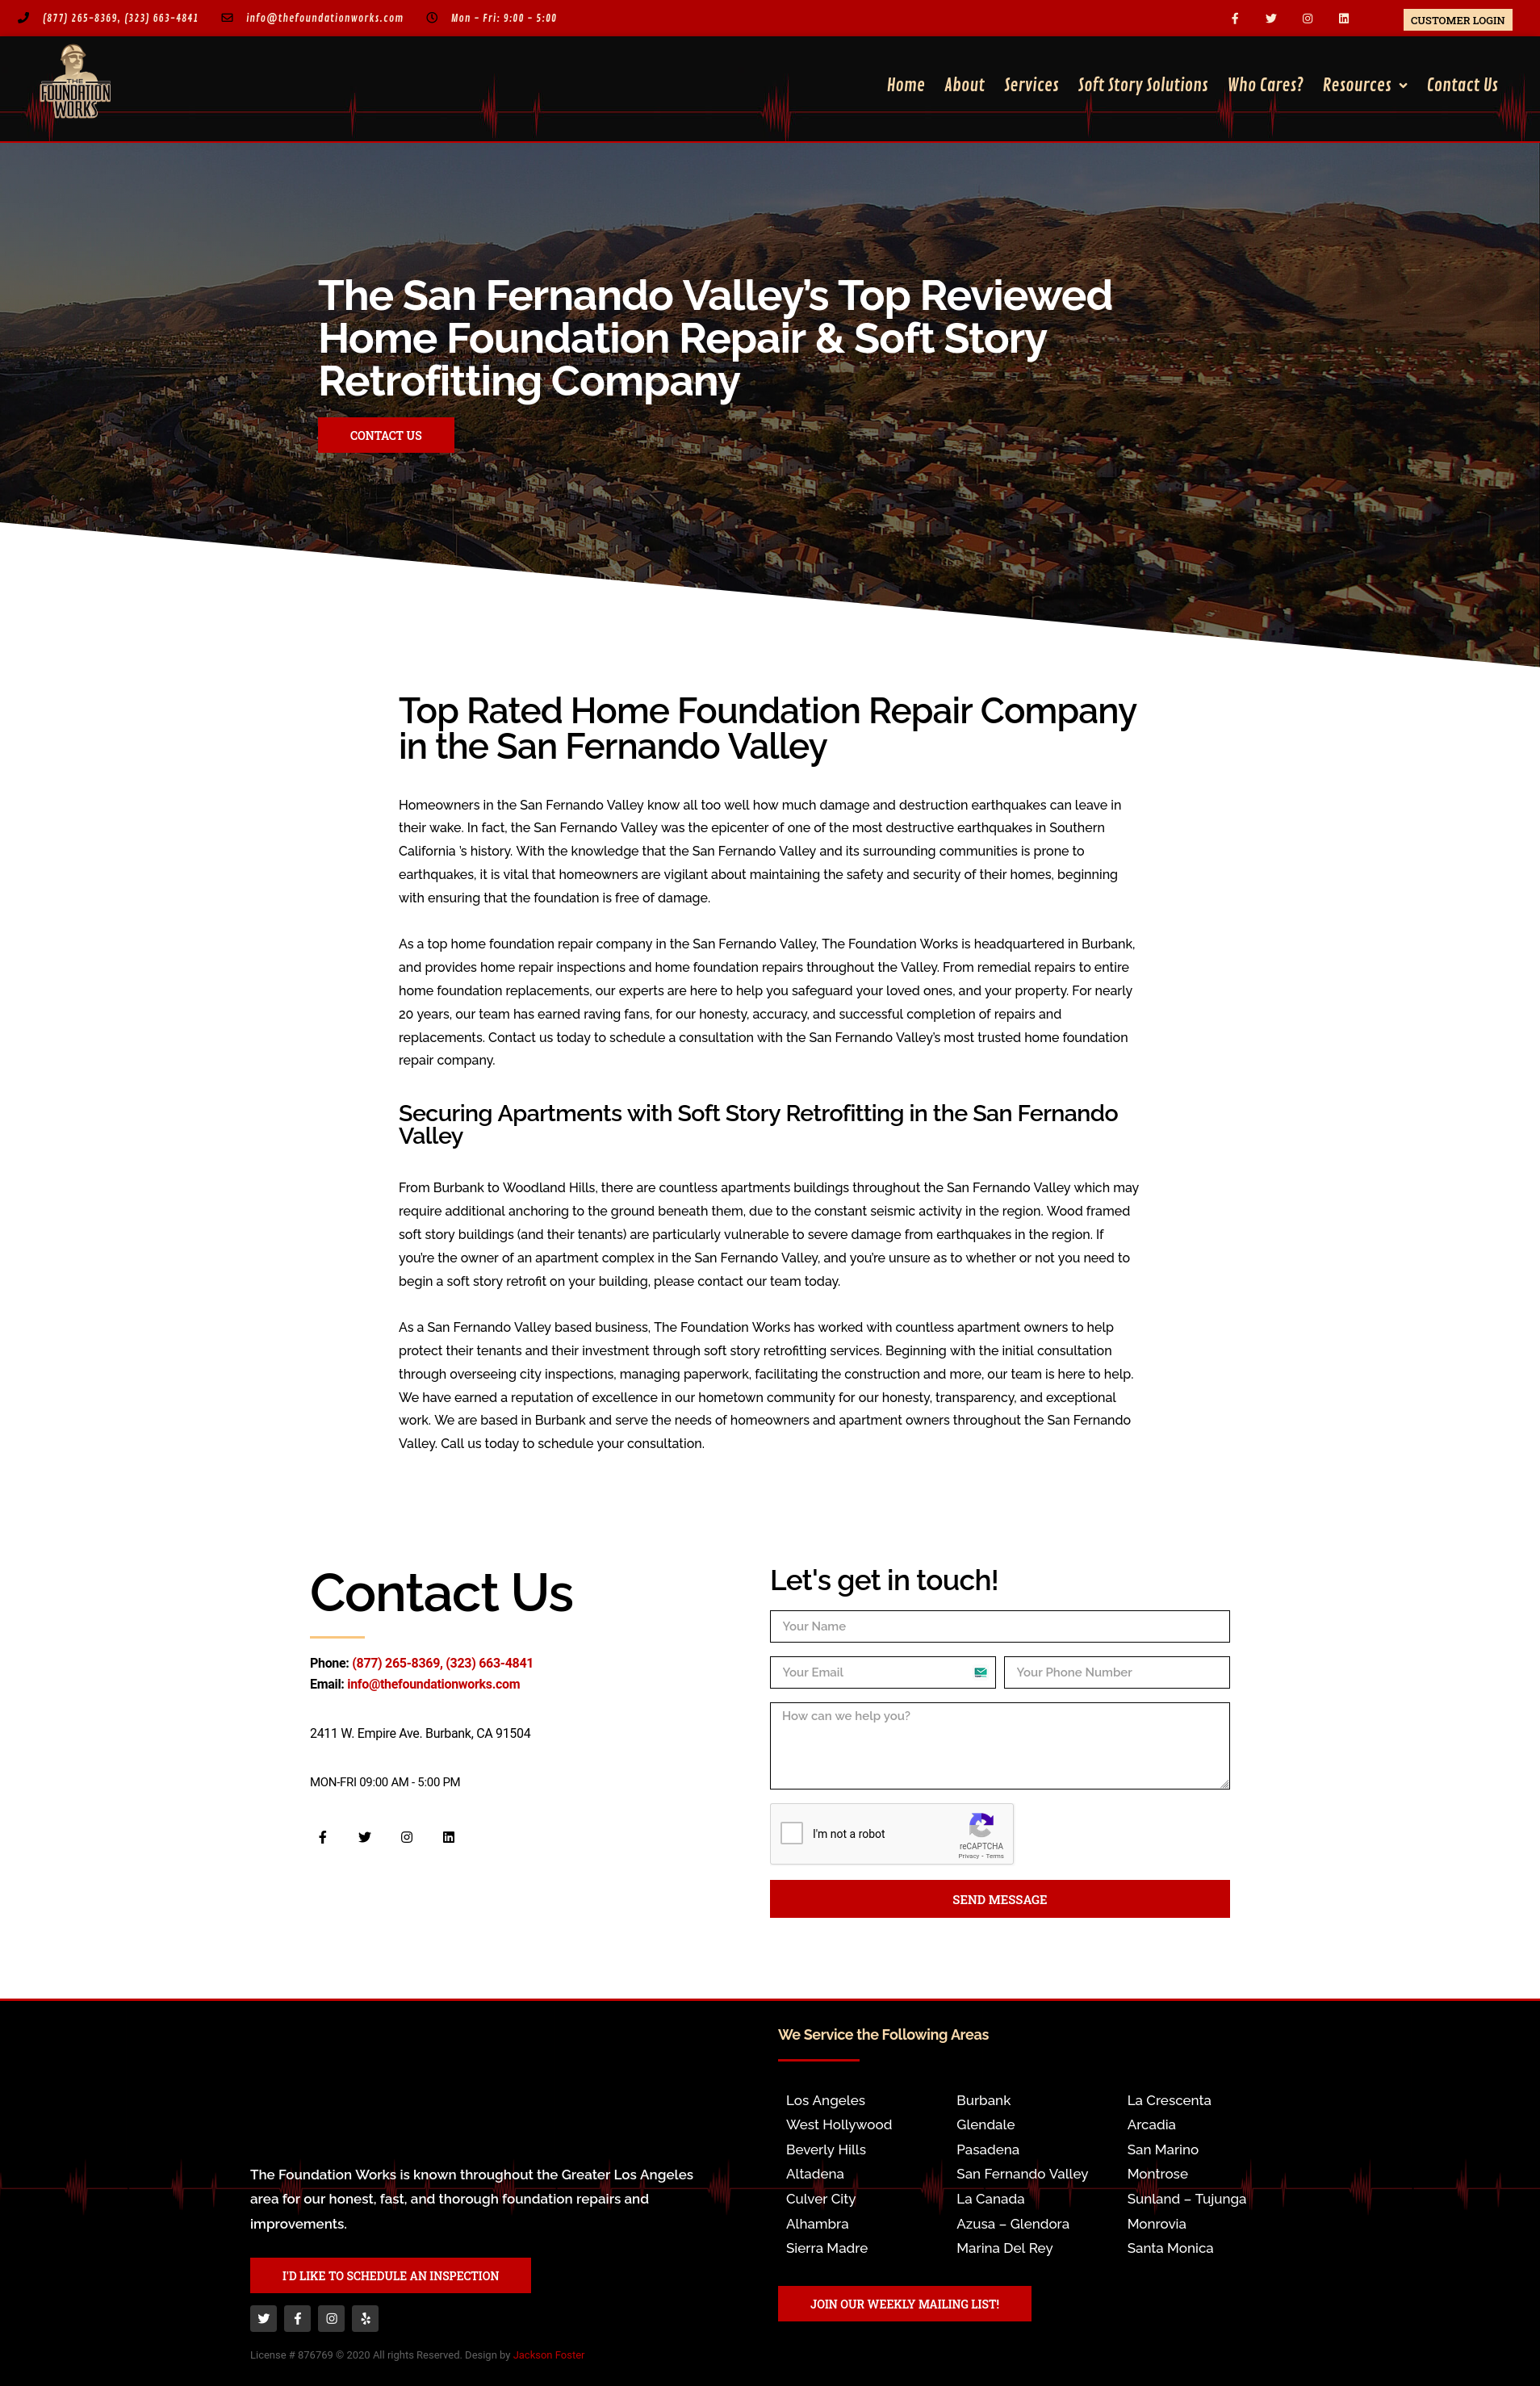 (877) 265-8369, (323) 663-4841
info@thefoundationworks.com
Mon - Fri: 9:00 - 5:00
CUSTOMER LOGIN
THE
FOUNDATION
WORKS
Home
About
Services
Soft Story Solutions
Who Cares?
Resources
Contact Us
The San Fernando Valley’s Top Reviewed
Home Foundation Repair & Soft Story
Retrofitting Company
CONTACT US
Top Rated Home Foundation Repair Company
in the San Fernando Valley
Homeowners in the San Fernando Valley know all too well how much damage and destruction earthquakes can leave in
their wake. In fact, the San Fernando Valley was the epicenter of one of the most destructive earthquakes in Southern
California ’s history. With the knowledge that the San Fernando Valley and its surrounding communities is prone to
earthquakes, it is vital that homeowners are vigilant about maintaining the safety and security of their homes, beginning
with ensuring that the foundation is free of damage.
As a top home foundation repair company in the San Fernando Valley, The Foundation Works is headquartered in Burbank,
and provides home repair inspections and home foundation repairs throughout the Valley. From remedial repairs to entire
home foundation replacements, our experts are here to help you safeguard your loved ones, and your property. For nearly
20 years, our team has earned raving fans, for our honesty, accuracy, and successful completion of repairs and
replacements. Contact us today to schedule a consultation with the San Fernando Valley’s most trusted home foundation
repair company.
Securing Apartments with Soft Story Retrofitting in the San Fernando
Valley
From Burbank to Woodland Hills, there are countless apartments buildings throughout the San Fernando Valley which may
require additional anchoring to the ground beneath them, due to the constant seismic activity in the region. Wood framed
soft story buildings (and their tenants) are particularly vulnerable to severe damage from earthquakes in the region. If
you’re the owner of an apartment complex in the San Fernando Valley, and you’re unsure as to whether or not you need to
begin a soft story retrofit on your building, please contact our team today.
As a San Fernando Valley based business, The Foundation Works has worked with countless apartment owners to help
protect their tenants and their investment through soft story retrofitting services. Beginning with the initial consultation
through overseeing city inspections, managing paperwork, facilitating the construction and more, our team is here to help.
We have earned a reputation of excellence in our hometown community for our honesty, transparency, and exceptional
work. We are based in Burbank and serve the needs of homeowners and apartment owners throughout the San Fernando
Valley. Call us today to schedule your consultation.
Contact Us
Phone: (877) 265-8369, (323) 663-4841
Email: info@thefoundationworks.com
2411 W. Empire Ave. Burbank, CA 91504
MON-FRI 09:00 AM - 5:00 PM
Let's get in touch!
Your Name
Your Email
Your Phone Number
How can we help you?
I'm not a robot
reCAPTCHA
Privacy - Terms
SEND MESSAGE
The Foundation Works is known throughout the Greater Los Angeles
area for our honest, fast, and thorough foundation repairs and
improvements.
I'D LIKE TO SCHEDULE AN INSPECTION
License # 876769 © 2020 All rights Reserved. Design by Jackson Foster
We Service the Following Areas
Los Angeles
West Hollywood
Beverly Hills
Altadena
Culver City
Alhambra
Sierra Madre
Burbank
Glendale
Pasadena
San Fernando Valley
La Canada
Azusa – Glendora
Marina Del Rey
La Crescenta
Arcadia
San Marino
Montrose
Sunland – Tujunga
Monrovia
Santa Monica
JOIN OUR WEEKLY MAILING LIST!